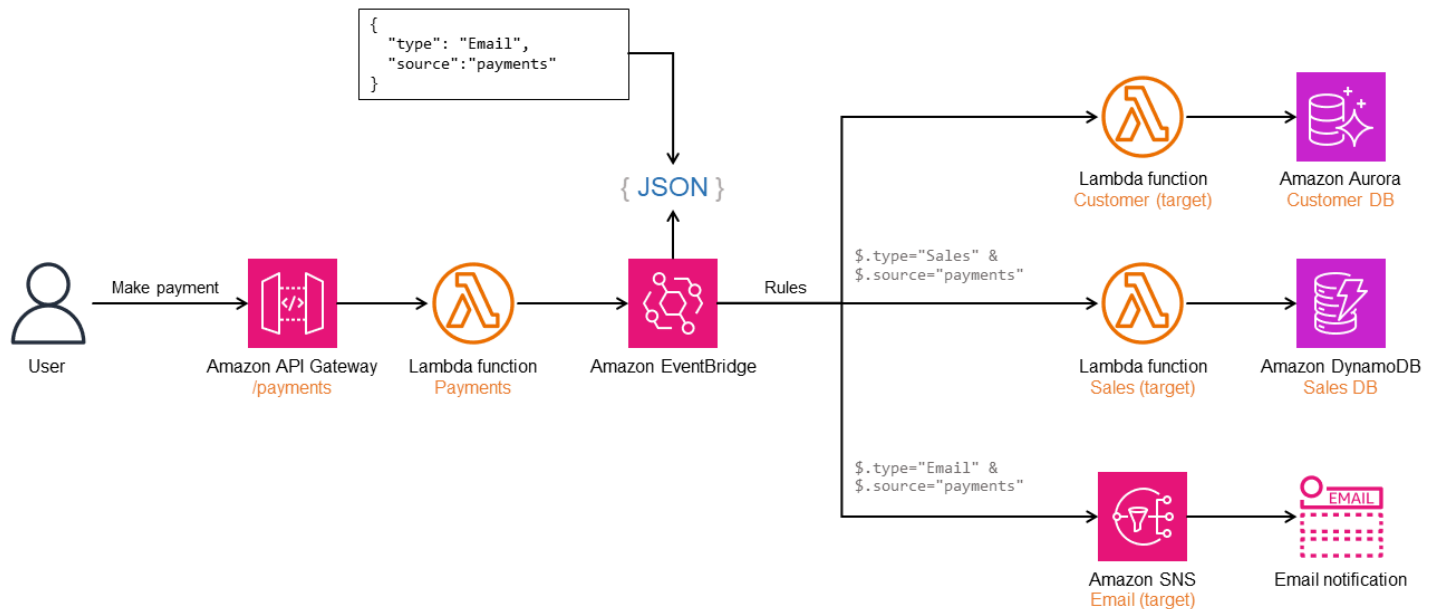 {
"type": "Email",
"source":"payments"
}
{ JSON }
Lambda function
Customer (target)
Amazon Aurora
Customer DB
Make payment
User
Amazon API Gateway
/payments
Lambda function
Payments
Amazon EventBridge
Rules
$.type="Sales" &
$.source="payments"
Lambda function
Sales (target)
Amazon DynamoDB
Sales DB
$.type="Email" &
$.source="payments"
Amazon SNS
Email (target)
EMAIL
Email notification